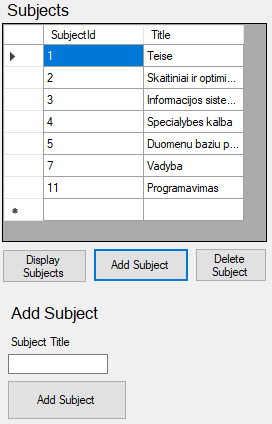 Subjects
SubjectId Title
1 Teise
2 Skaitiniai ir optimi...
3 Informacijos siste...
4 Specialybes kalba
5 Duomenu baziu p...
7 Vadyba
11 Programavimas
Display Subjects
Add Subject
Delete Subject
Add Subject
Subject Title
Add Subject